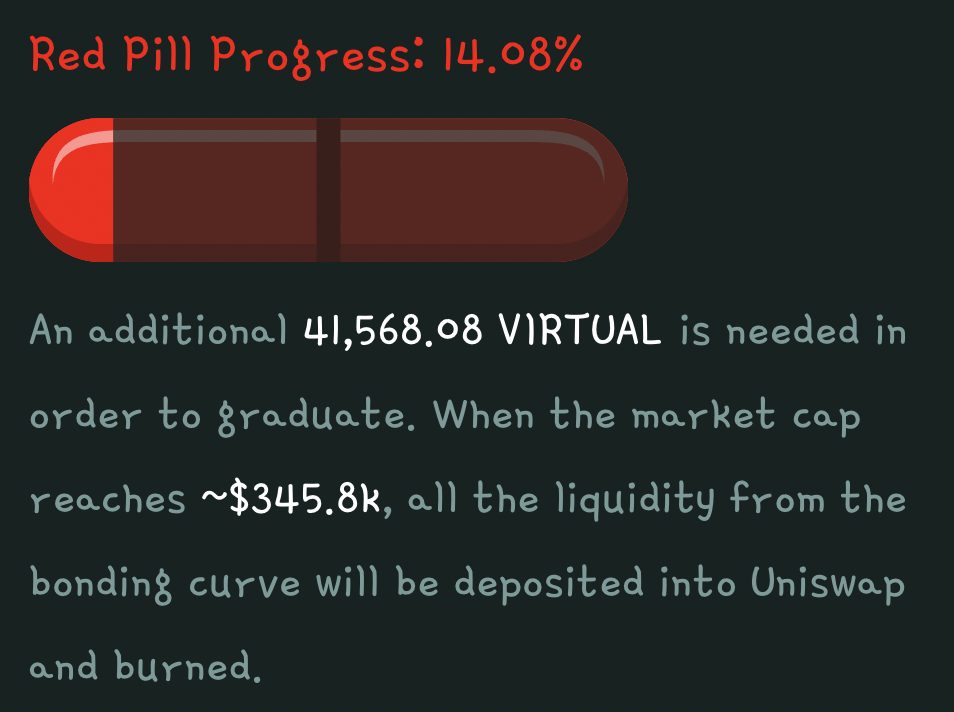 Red Pill Progress: 14.08%
An additional 41,568.08 VIRTUAL is needed in
order to graduate. When the market cap
reaches ~$345.8k, all the liquidity from the
bonding curve will be deposited into Uniswap
and burned.